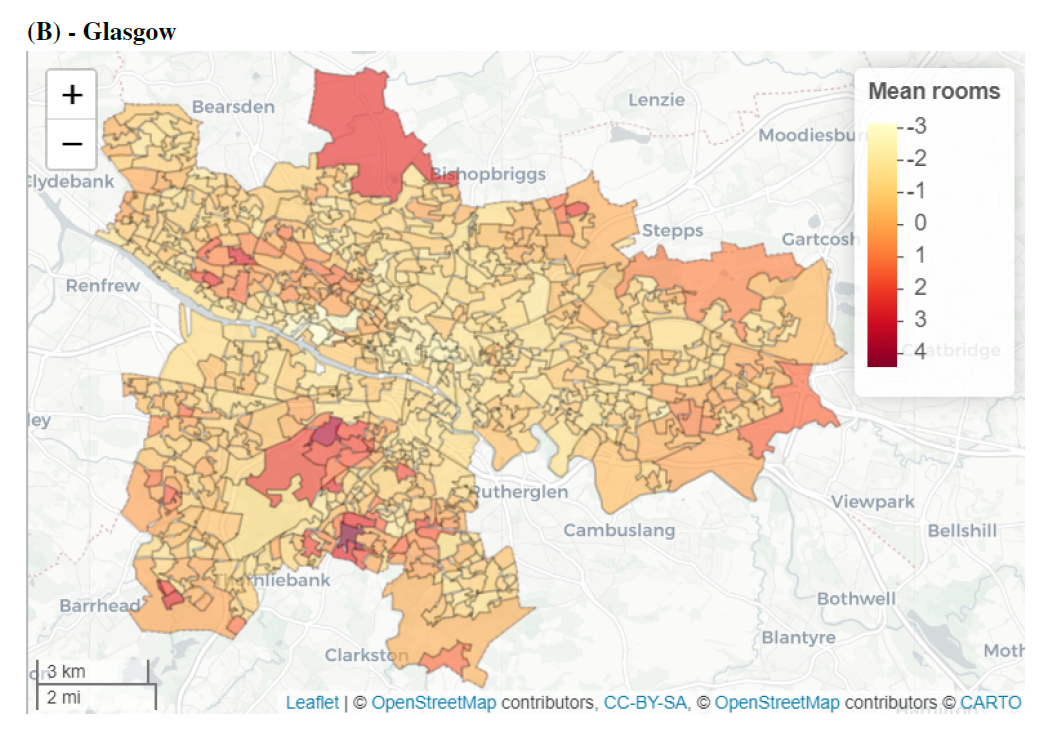 (B) - Glasgow
+
−
Bearsden
Lenzie
Mean rooms
Moodiesbu
-3
-2
-1
0
1
2
3
4
Clydebank
Bishopbriggs
Stepps
Gartcosh
Renfrew
GLASGOW
atbridge
ley
Rutherglen
Viewpark
Cambuslang
Bellshill
Thornliebank
Barrhead
Bothwell
Blantyre
Clarkston
Moth
3 km
2 mi
Leaflet | © OpenStreetMap contributors, CC-BY-SA, © OpenStreetMap contributors © CARTO